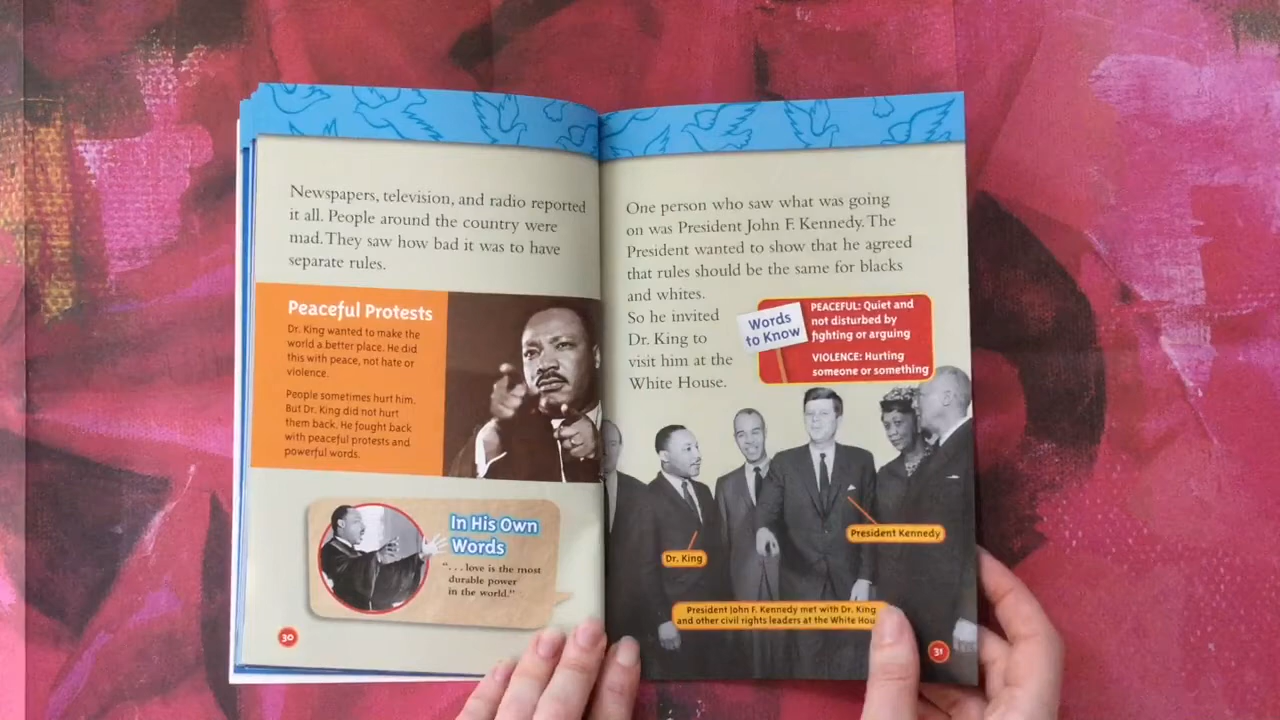 Newspapers, television, and radio reported
it all. People around the country were
mad. They saw how bad it was to have
separate rules.
Peaceful Protests
Dr. King wanted to make the
world a better place. He did
this with peace, not hate or
violence.
People sometimes hurt him.
But Dr. King did not hurt
them back. He fought back
with peaceful protests and
powerful words.
In His Own
Words
“. . . love is the most
durable power
in the world.”
30
One person who saw what was going
on was President John F. Kennedy. The
President wanted to show that he agreed
that rules should be the same for blacks
and whites.
So he invited
Dr. King to
visit him at the
White House.
Words
to Know
PEACEFUL: Quiet and
not disturbed by
fighting or arguing
VIOLENCE: Hurting
someone or something
Dr. King
President Kennedy
President John F. Kennedy met with Dr. King
and other civil rights leaders at the White Hou
31